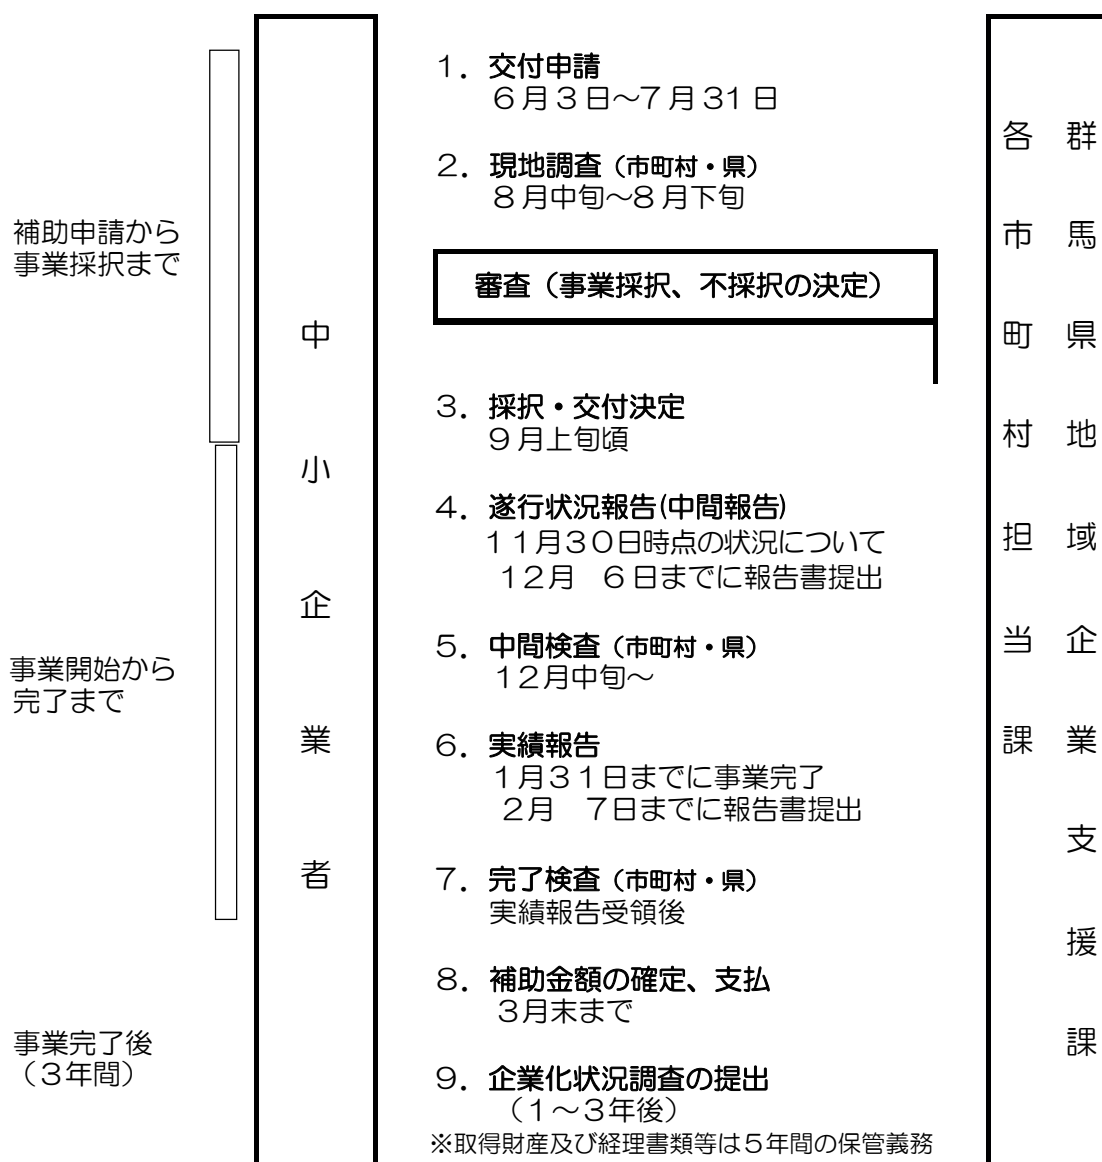 補助申請から
事業採択まで
事業開始から
完了まで
事業完了後
（３年間）
中小企業者
１．交付申請
６月３日～７月31日
２．現地調査（市町村・県）
８月中旬～８月下旬
審査（事業採択、不採択の決定）
３．採択・交付決定
９月上旬頃
４．遂行状況報告(中間報告)
１１月３０日時点の状況について
１２月　６日までに報告書提出
５．中間検査（市町村・県）
１２月中旬～
６．実績報告
１月３１日までに事業完了
２月　７日までに報告書提出
７．完了検査（市町村・県）
実績報告受領後
８．補助金額の確定、支払
３月末まで
９．企業化状況調査の提出
（１～３年後）
※取得財産及び経理書類等は５年間の保管義務
群馬県地域企業支援課
各市町村担当課